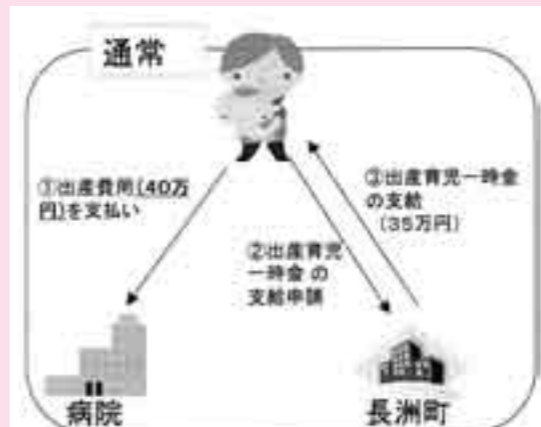 通常
①出産費用(40万
円)を支払い
②出産育児
一時金の
支給申請
③出産育児一時金
の支給
(35万円)
病院
長洲町